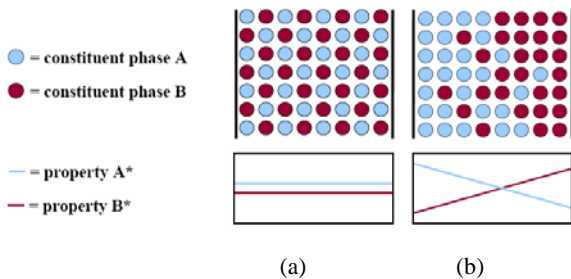 = constituent phase A
= constituent phase B
= property A*
= property B*
(a)
(b)